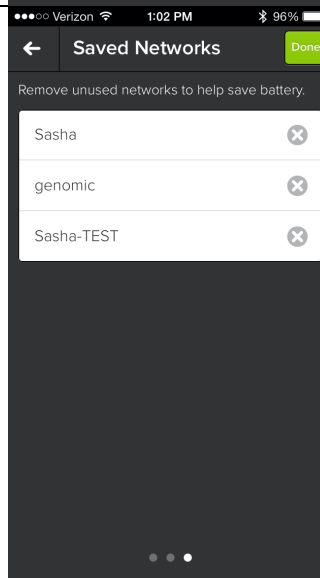 Verizon 1:02 PM 96%
Saved Networks Done
Remove unused networks to help save battery.
Sasha
genomic
Sasha-TEST